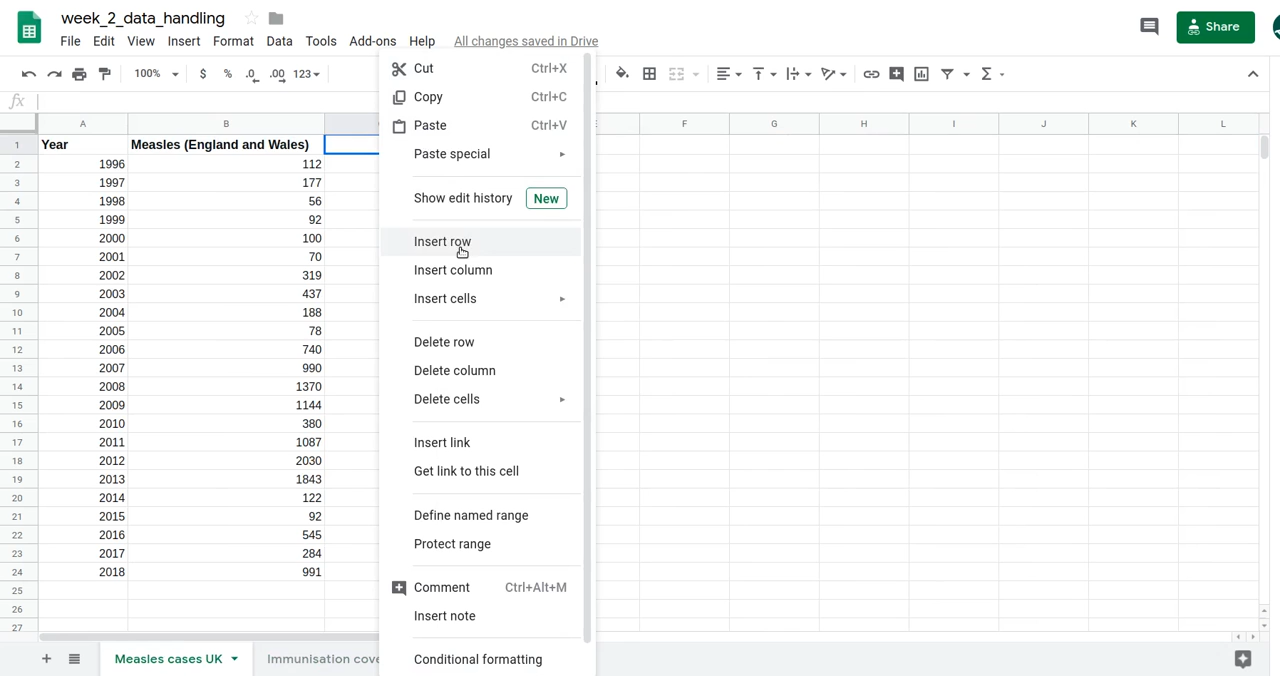 week_2_data_handling
File Edit View Insert Format Data Tools Add-ons Help All changes saved in Drive
Share
100% $ % .0 .00 123
fx
A B E F G H I J K L
1 Year Measles (England and Wales)
2 1996 112
3 1997 177
4 1998 56
5 1999 92
6 2000 100
7 2001 70
8 2002 319
9 2003 437
10 2004 188
11 2005 78
12 2006 740
13 2007 990
14 2008 1370
15 2009 1144
16 2010 380
17 2011 1087
18 2012 2030
19 2013 1843
20 2014 122
21 2015 92
22 2016 545
23 2017 284
24 2018 991
25
26
27
Cut Ctrl+X
Copy Ctrl+C
Paste Ctrl+V
Paste special
Show edit history New
Insert row
Insert column
Insert cells
Delete row
Delete column
Delete cells
Insert link
Get link to this cell
Define named range
Protect range
Comment Ctrl+Alt+M
Insert note
Conditional formatting
Measles cases UK Immunisation cove